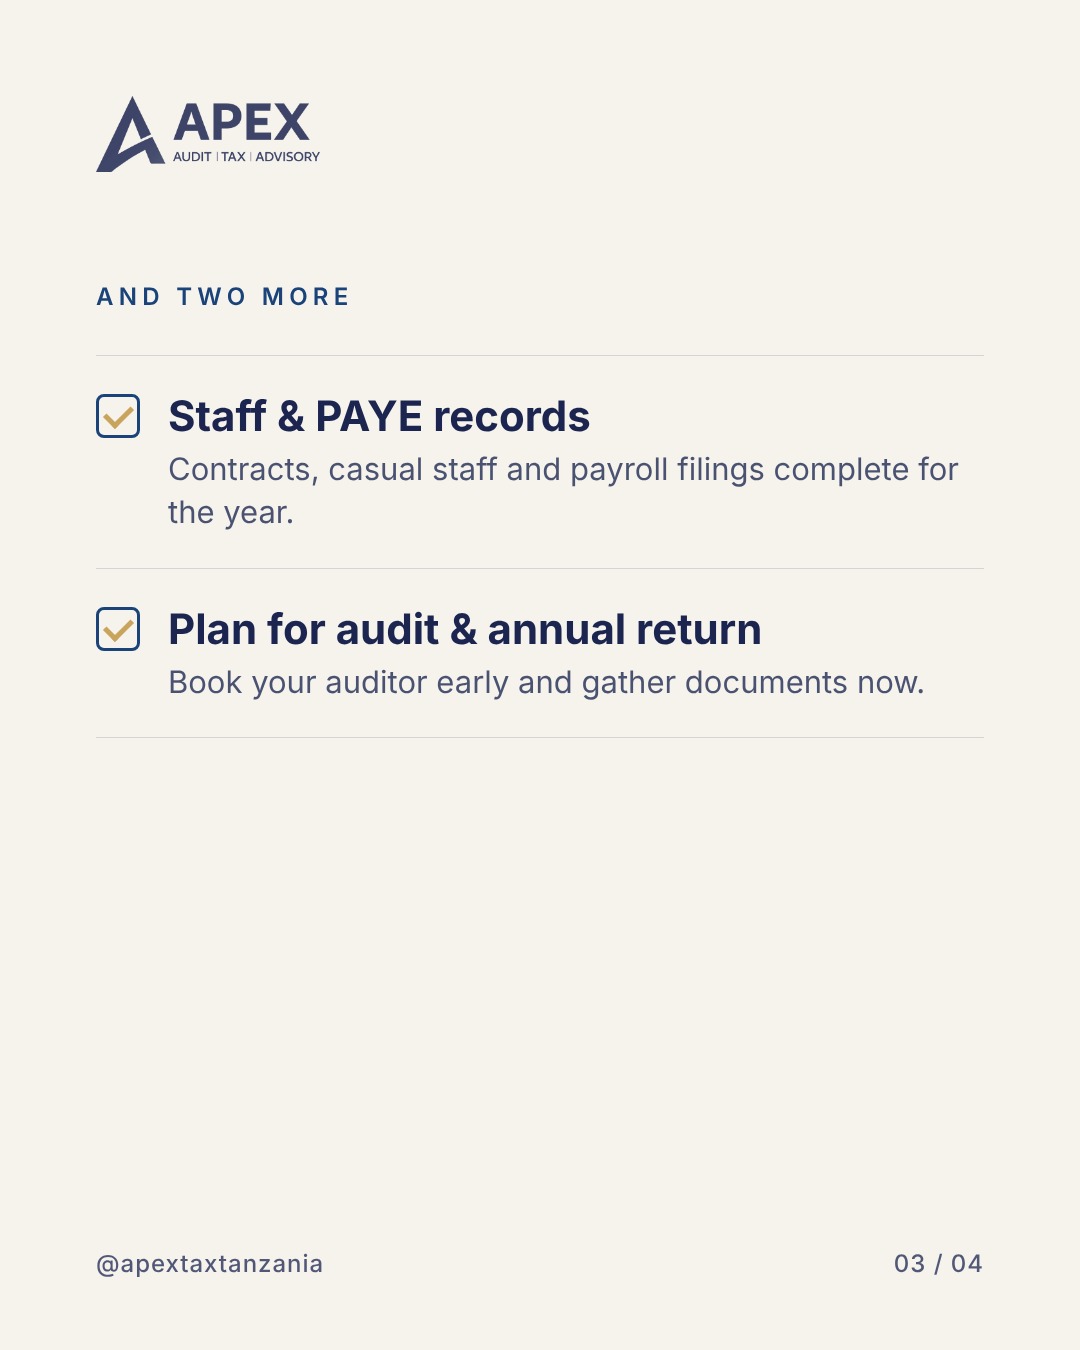 APEX
AUDIT | TAX | ADVISORY
AND TWO MORE
Staff & PAYE records
Contracts, casual staff and payroll filings complete for
the year.
Plan for audit & annual return
Book your auditor early and gather documents now.
@apextaxtanzania
03 / 04